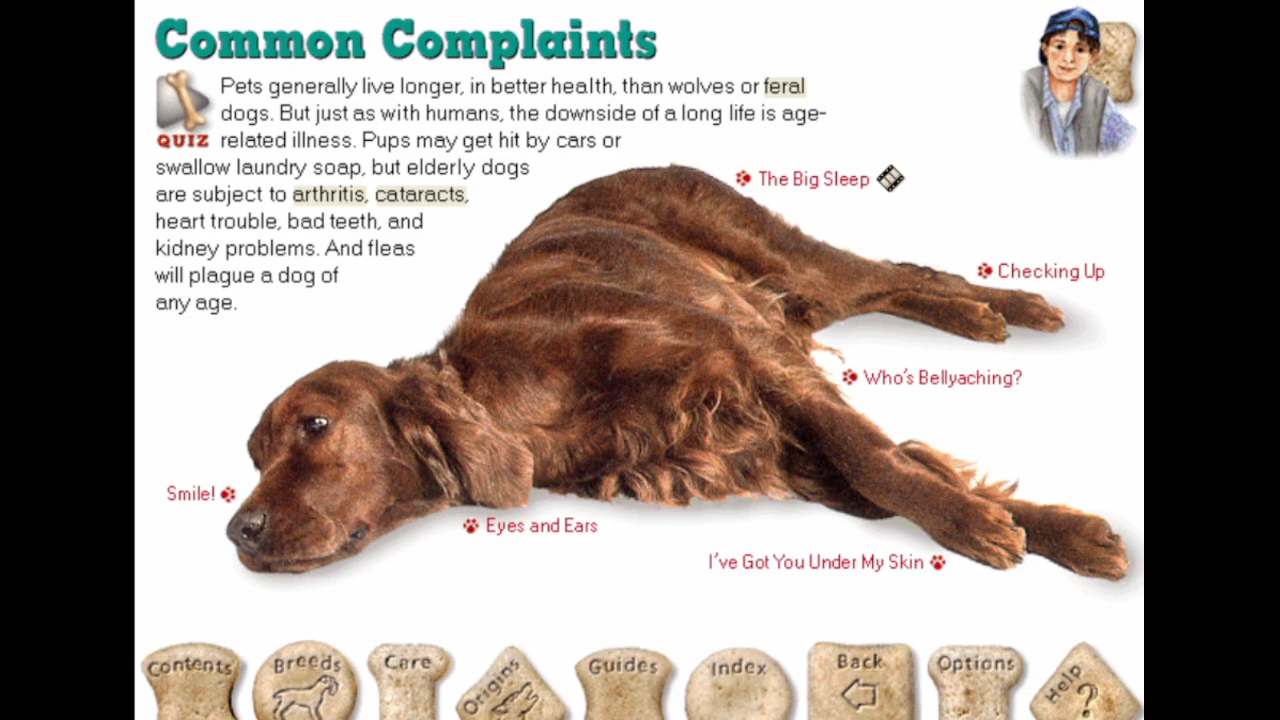 Common Complaints
Pets generally live longer, in better health, than wolves or feral
dogs. But just as with humans, the downside of a long life is age-
QUIZ related illness. Pups may get hit by cars or
swallow laundry soap, but elderly dogs
are subject to arthritis, cataracts,
heart trouble, bad teeth, and
kidney problems. And fleas
will plague a dog of
any age.
The Big Sleep
Checking Up
Who's Bellyaching?
Smile!
Eyes and Ears
I've Got You Under My Skin
Contents Breeds Care Origins Guides Index Back Options Help ?